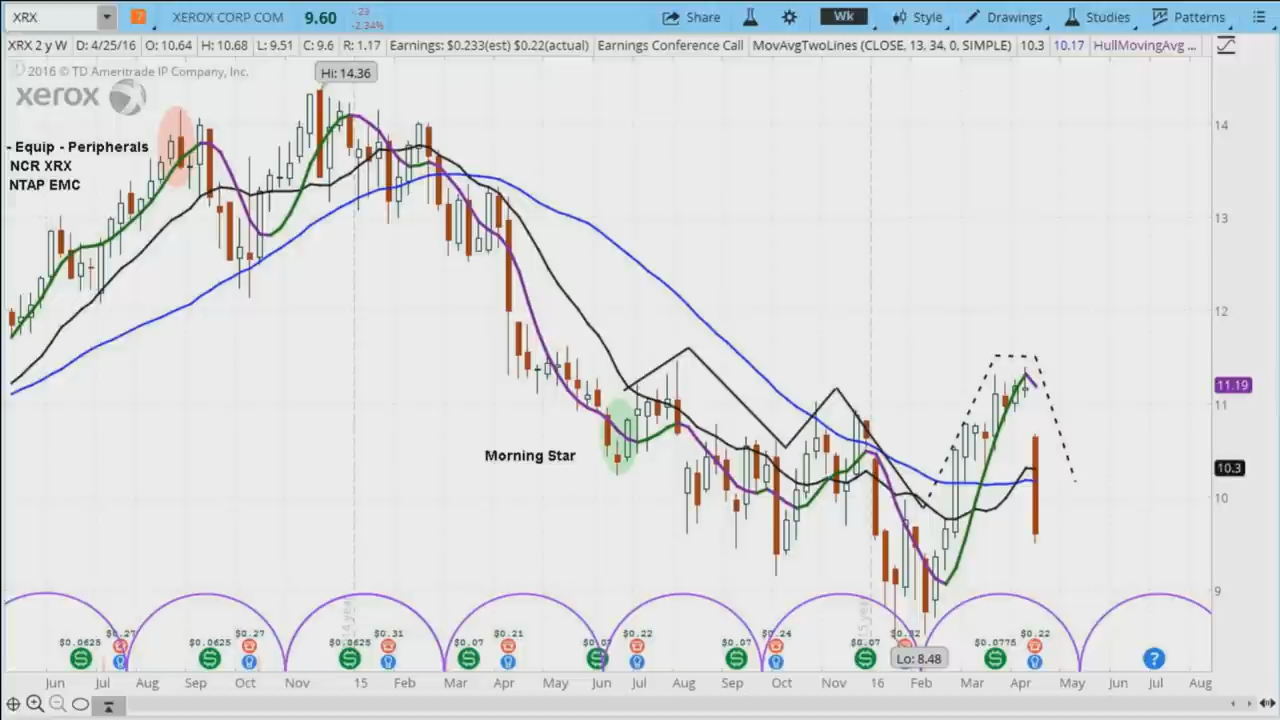 XRX XEROX CORP COM 9.60 -.23 -2.34% Share Wk Style Drawings Studies Patterns
XRX 2 y W D: 4/25/16 O: 10.64 H: 10.68 L: 9.51 C: 9.6 R: 1.17 Earnings: $0.233(est) $0.22(actual) Earnings Conference Call MovAvgTwoLines (CLOSE, 13, 34, 0, SIMPLE) 10.3 10.17 HullMovingAvg ...
2016 © TD Ameritrade IP Company, Inc.
Hi: 14.36
xerox
14
- Equip - Peripherals
NCR XRX
NTAP EMC
13
12
11.19
11
Morning Star
10.3
10
9
$0.0625 $0.27 $0.0625 $0.27 $0.0625 $0.31 $0.07 $0.21 $0.07 $0.22 $0.07 $0.24 $0.07 $0.32 $0.0775 $0.22
Lo: 8.48
Jun Jul Aug Sep Oct Nov 15 Feb Mar Apr May Jun Jul Aug Sep Oct Nov 16 Feb Mar Apr May Jun Jul Aug